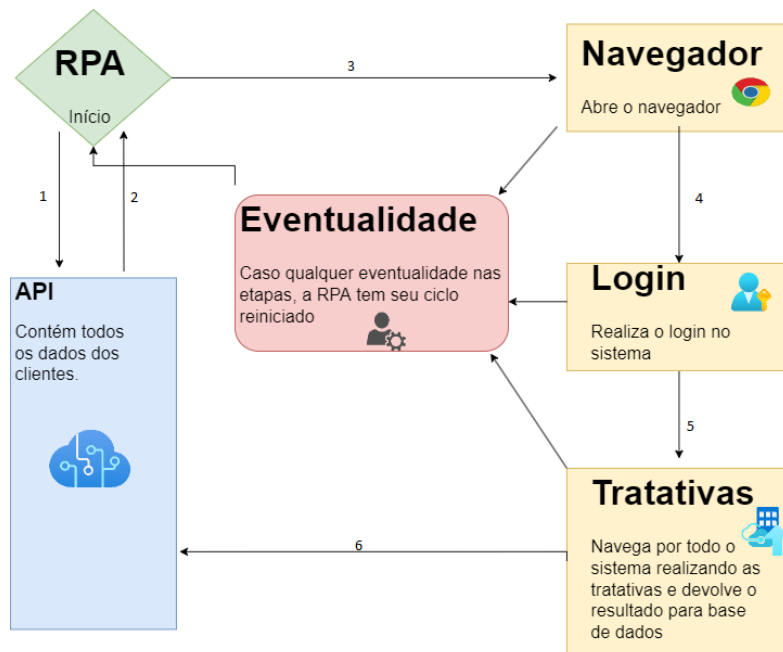 RPA
Início
3
Navegador
Abre o navegador
1
2
4
Eventualidade
Caso qualquer eventualidade nas
etapas, a RPA tem seu ciclo
reiniciado
API
Contém todos
os dados dos
clientes.
Login
Realiza o login no
sistema
5
Tratativas
Navega por todo o
sistema realizando as
tratativas e devolve o
resultado para base
de dados
6